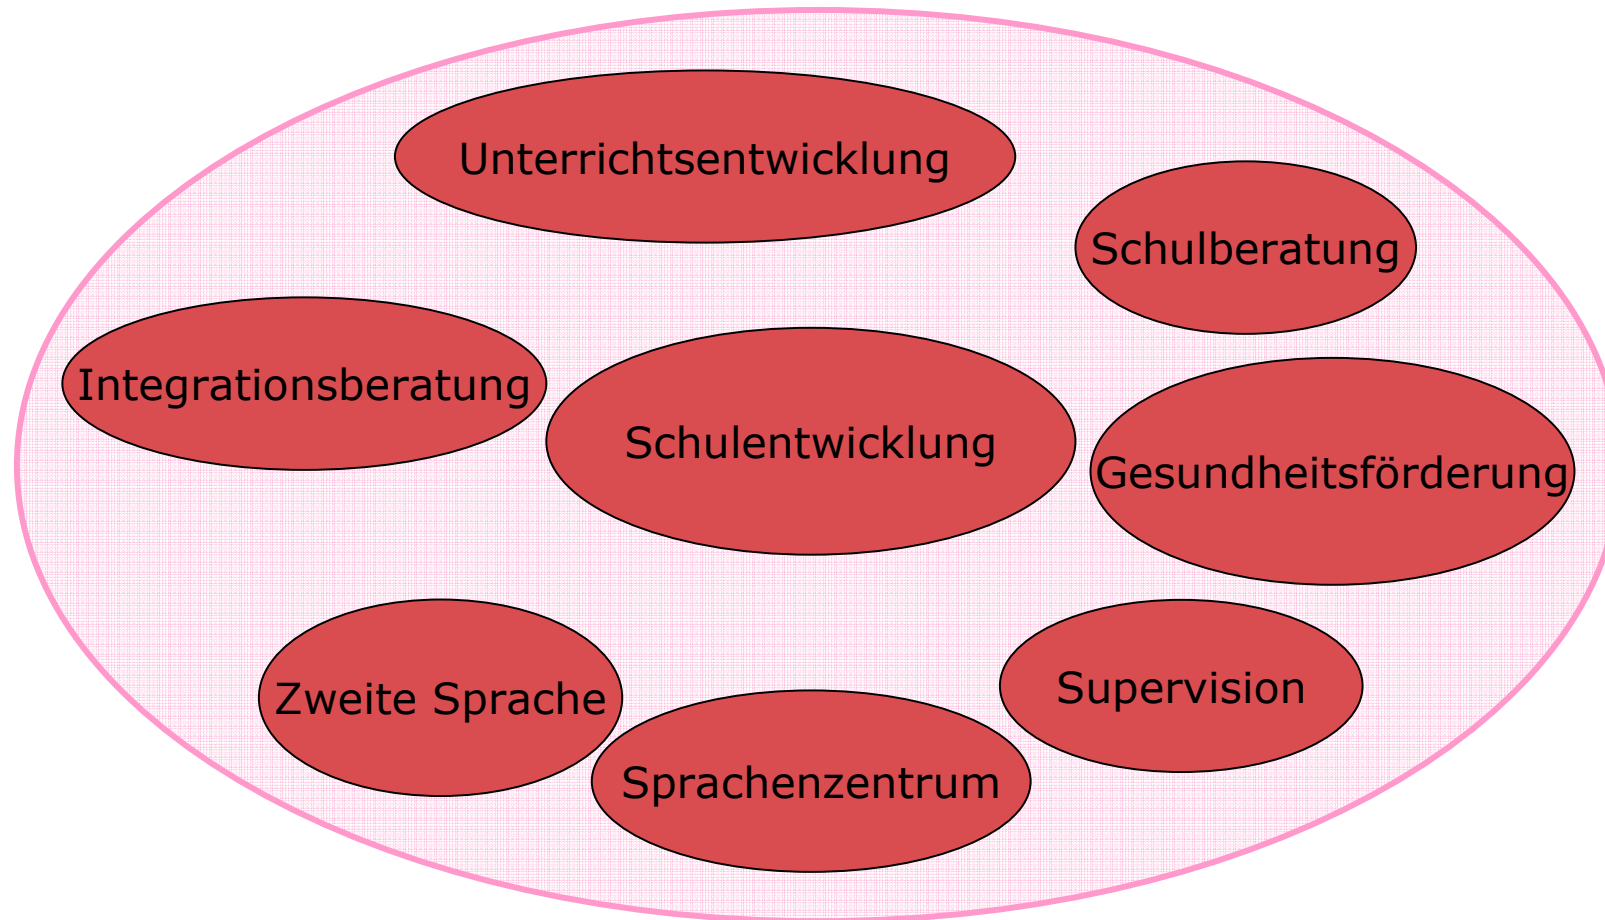 Unterrichtsentwicklung
Schulberatung
Integrationsberatung
Schulentwicklung
Gesundheitsförderung
Zweite Sprache
Supervision
Sprachenzentrum